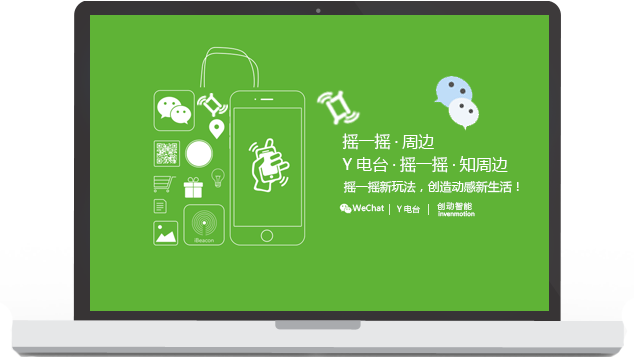 摇一摇 · 周边
Y 电台 · 摇一摇 · 知周边
摇一摇新玩法，创造动感新生活！
WeChat | Y 电台 | 创动智能
invenmotion
iBeacon